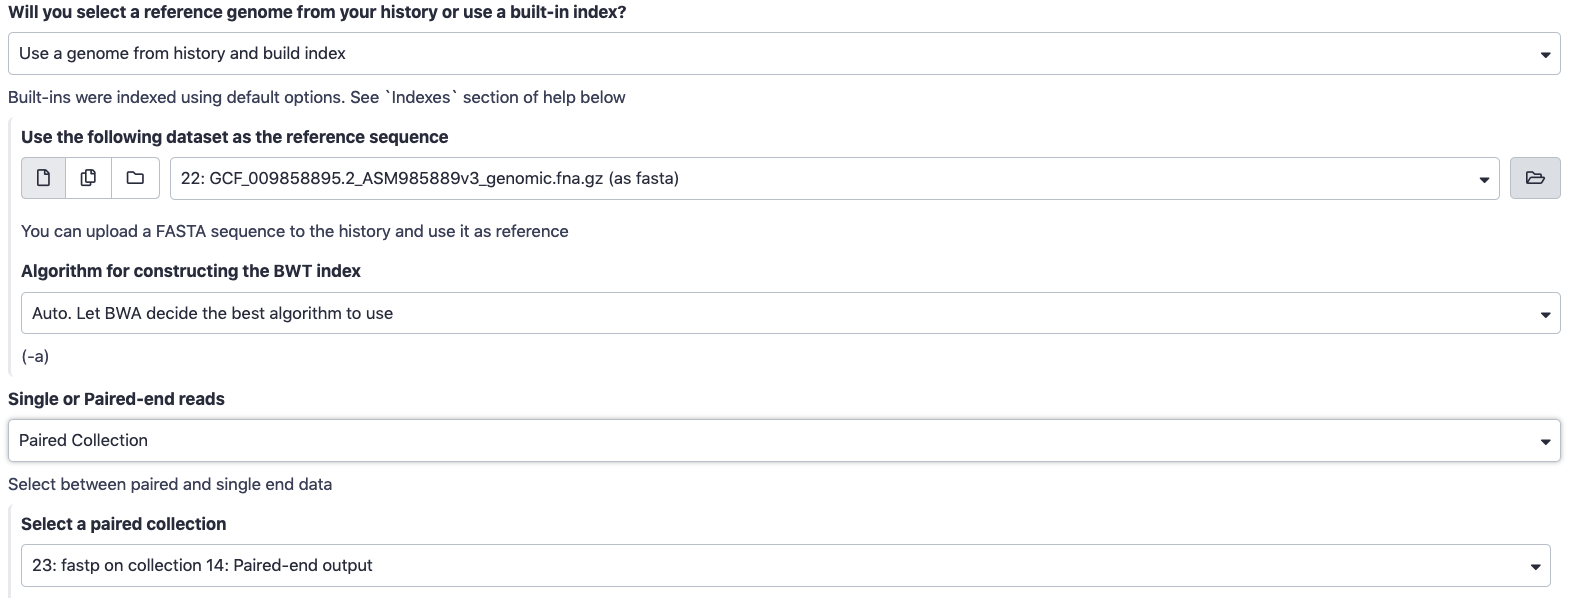 Will you select a reference genome from your history or use a built-in index?
Use a genome from history and build index
Built-ins were indexed using default options. See `Indexes` section of help below
Use the following dataset as the reference sequence
22: GCF_009858895.2_ASM985889v3_genomic.fna.gz (as fasta)
You can upload a FASTA sequence to the history and use it as reference
Algorithm for constructing the BWT index
Auto. Let BWA decide the best algorithm to use
(-a)
Single or Paired-end reads
Paired Collection
Select between paired and single end data
Select a paired collection
23: fastp on collection 14: Paired-end output